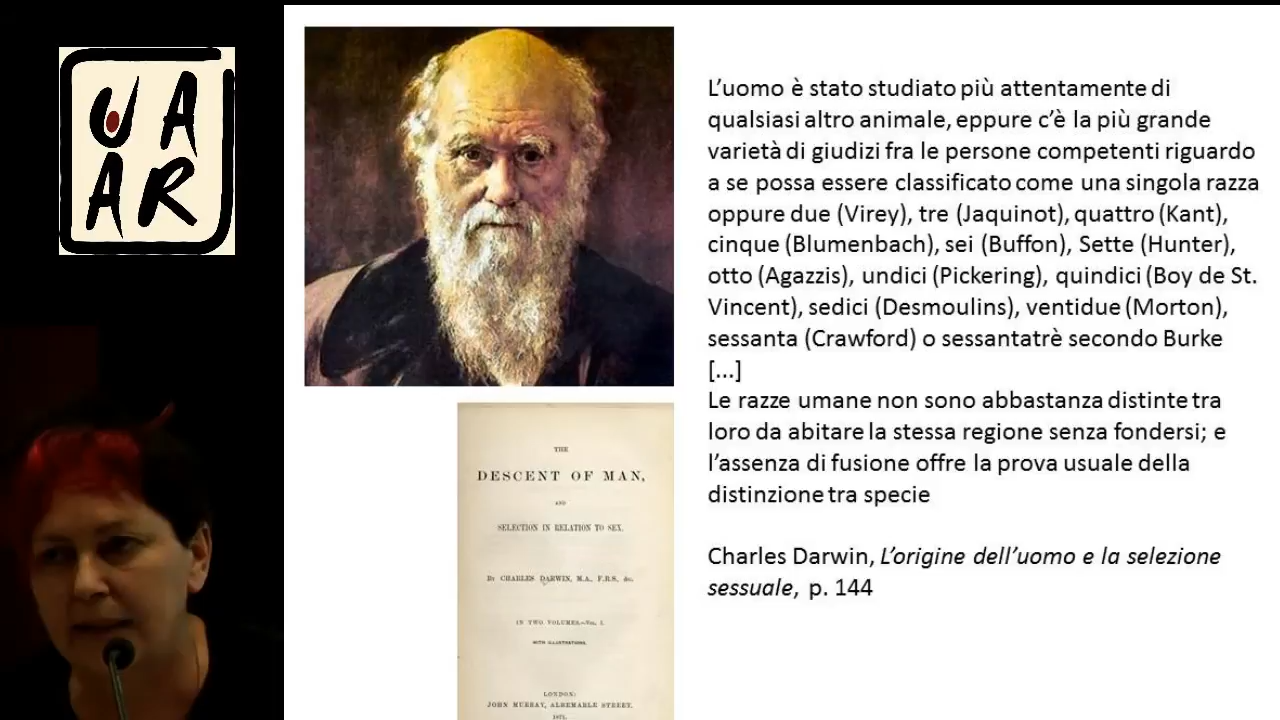 UA
AR
L'uomo è stato studiato più attentamente di
qualsiasi altro animale, eppure c'è la più grande
varietà di giudizi fra le persone competenti riguardo
a se possa essere classificato come una singola razza
oppure due (Virey), tre (Jaquinot), quattro (Kant),
cinque (Blumenbach), sei (Buffon), Sette (Hunter),
otto (Agazzis), undici (Pickering), quindici (Boy de St.
Vincent), sedici (Desmoulins), ventidue (Morton),
sessanta (Crawford) o sessantatrè secondo Burke
[...]
Le razze umane non sono abbastanza distinte tra
loro da abitare la stessa regione senza fondersi; e
l'assenza di fusione offre la prova usuale della
distinzione tra specie
Charles Darwin, L'origine dell'uomo e la selezione
sessuale, p. 144
THE
DESCENT OF MAN,
AND
SELECTION IN RELATION TO SEX.
BY CHARLES DARWIN, M.A., F.R.S., &c.
IN TWO VOLUMES.—VOL. I.
WITH ILLUSTRATIONS.
LONDON:
JOHN MURRAY, ALBEMARLE STREET.
1871.